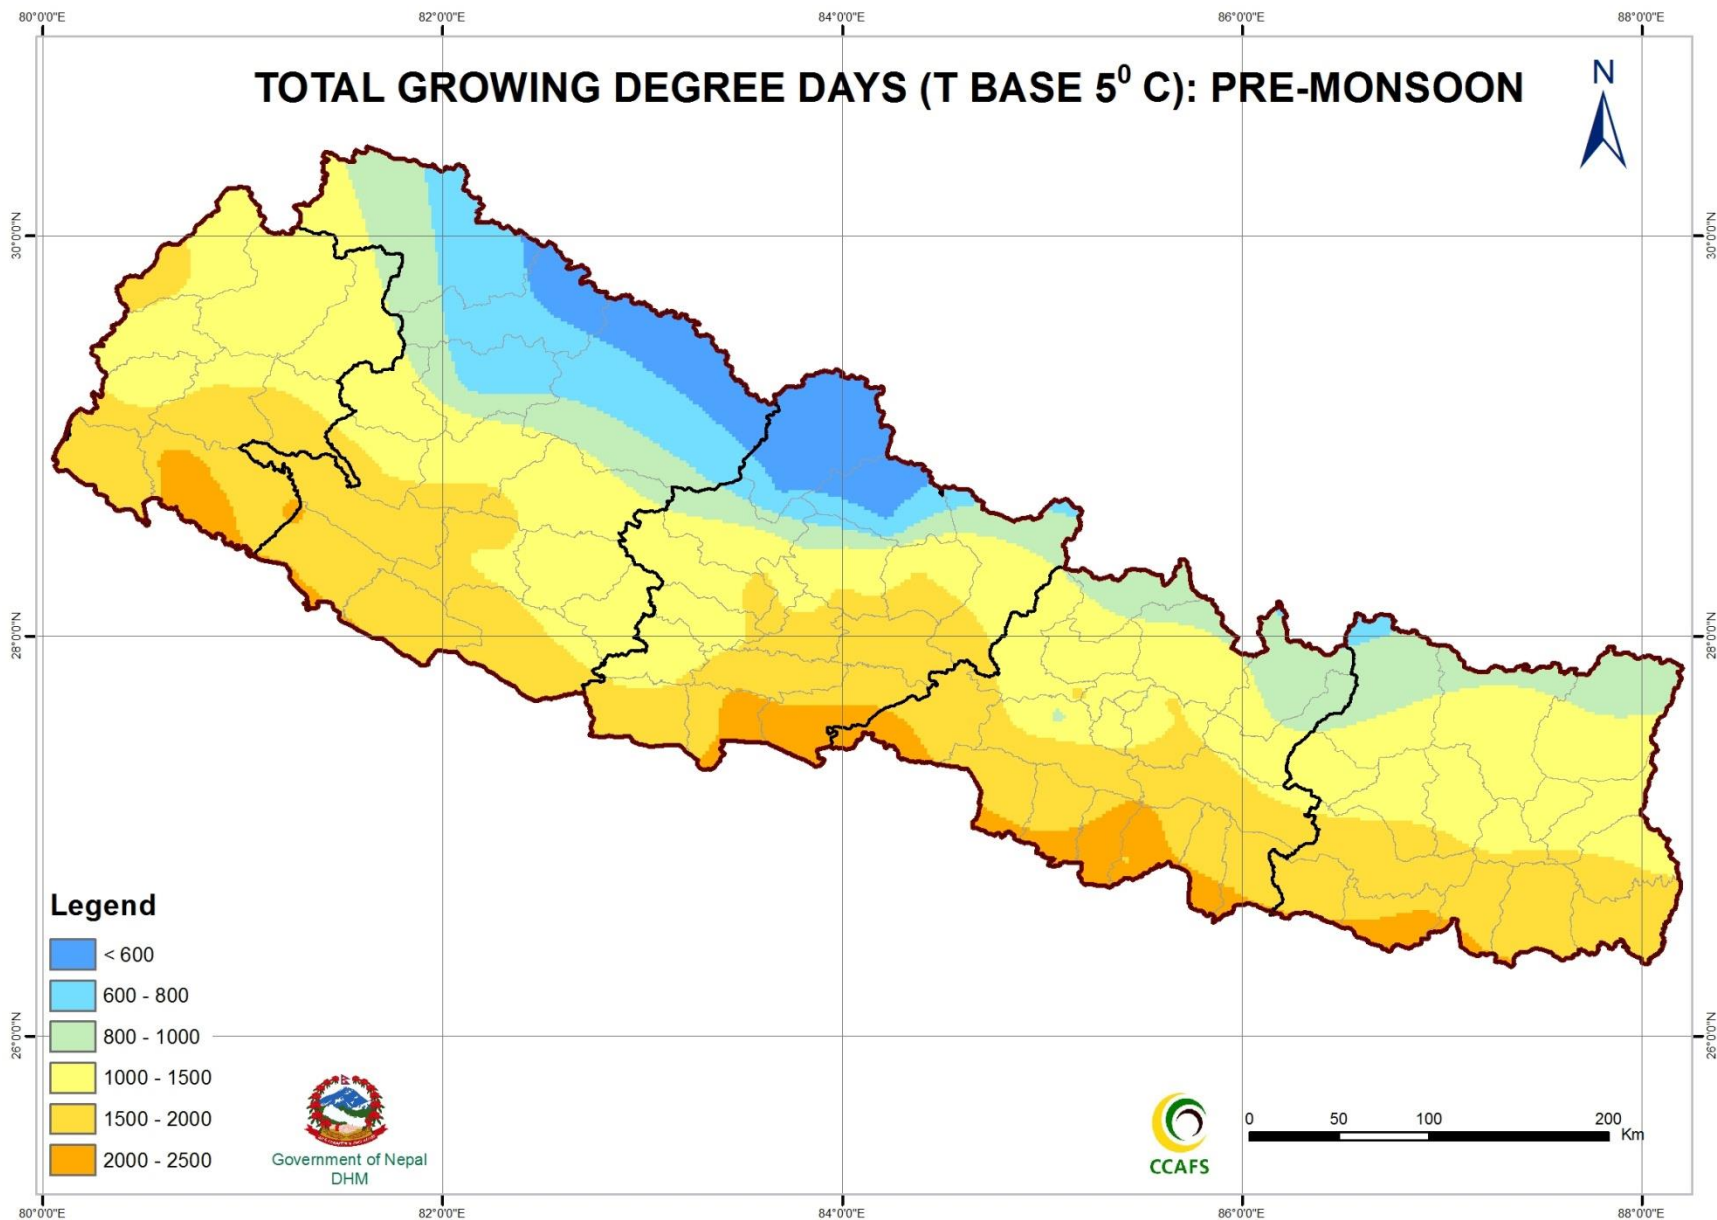 80°0'0"E 82°0'0"E 84°0'0"E 86°0'0"E 88°0'0"E
TOTAL GROWING DEGREE DAYS (T BASE 5⁰ C): PRE-MONSOON
N
30°0'0"N 30°0'0"N
28°0'0"N 28°0'0"N
26°0'0"N 26°0'0"N
Legend
< 600
600 - 800
800 - 1000
1000 - 1500
1500 - 2000
2000 - 2500
Government of Nepal
DHM
CCAFS
0 50 100 200
Km
80°0'0"E 82°0'0"E 84°0'0"E 86°0'0"E 88°0'0"E